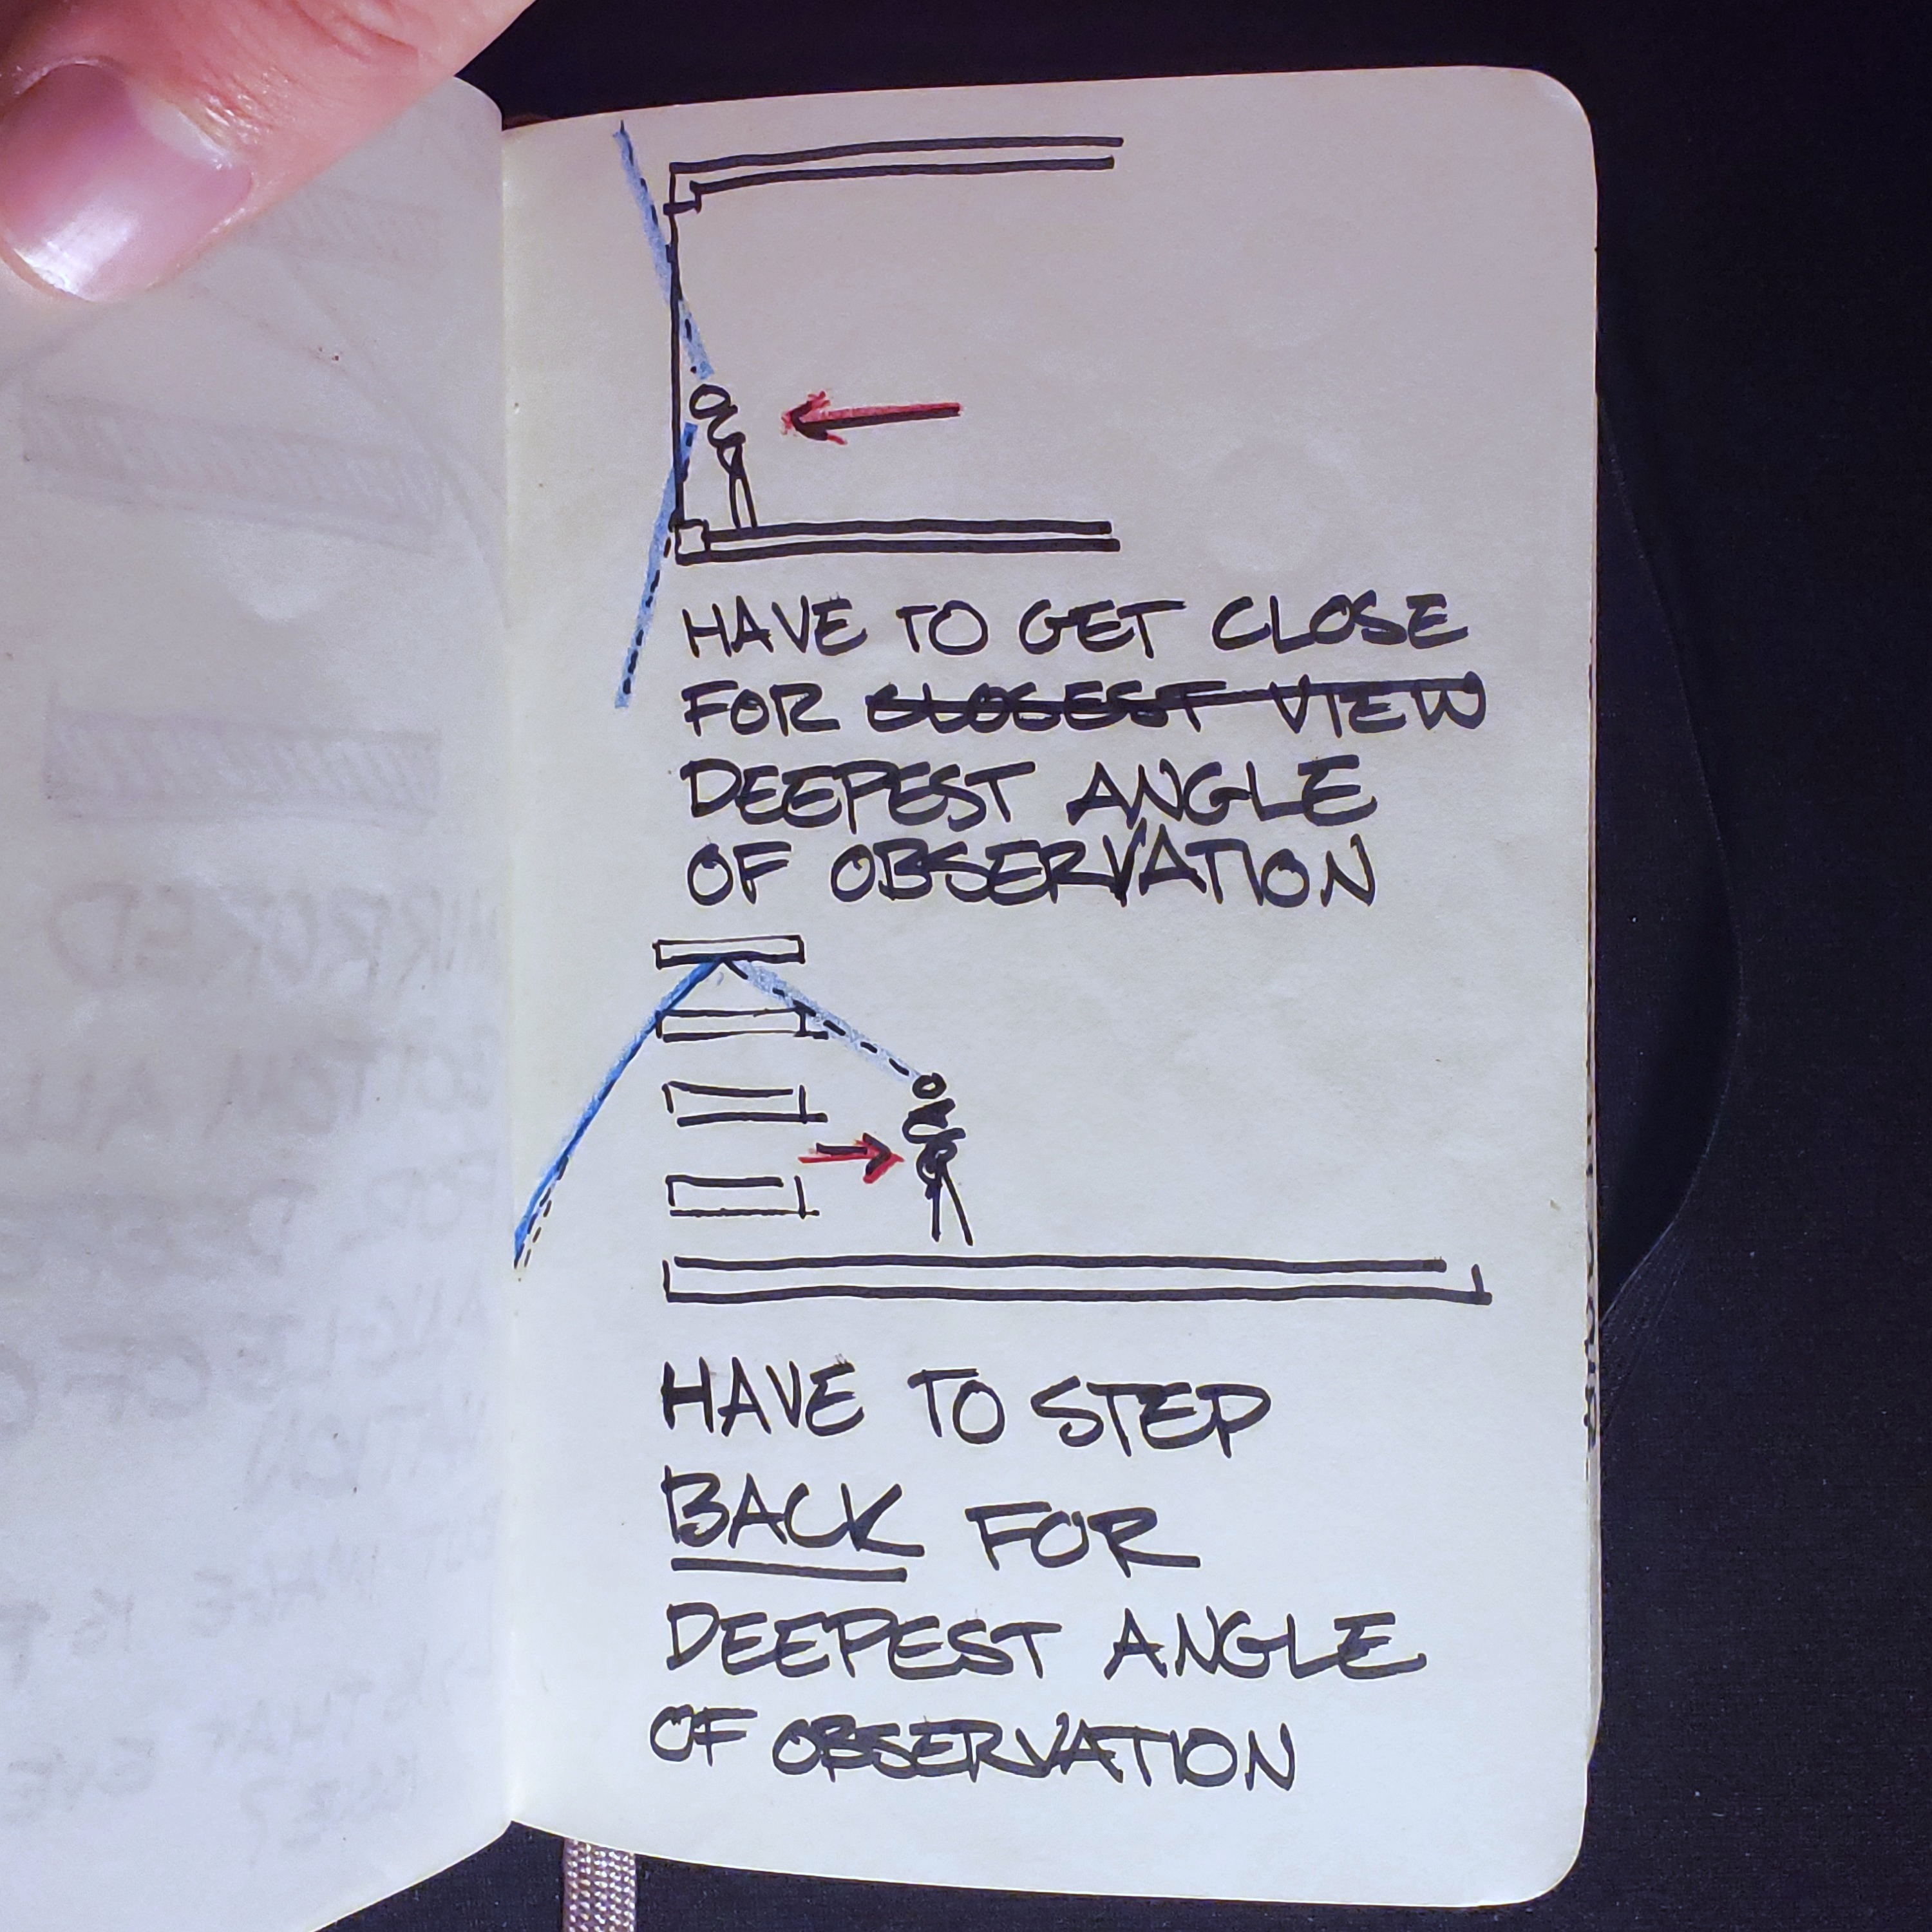 HAVE TO GET CLOSE
FOR CLOSEST VIEW
DEEPEST ANGLE
OF OBSERVATION
HAVE TO STEP
BACK FOR
DEEPEST ANGLE
OF OBSERVATION